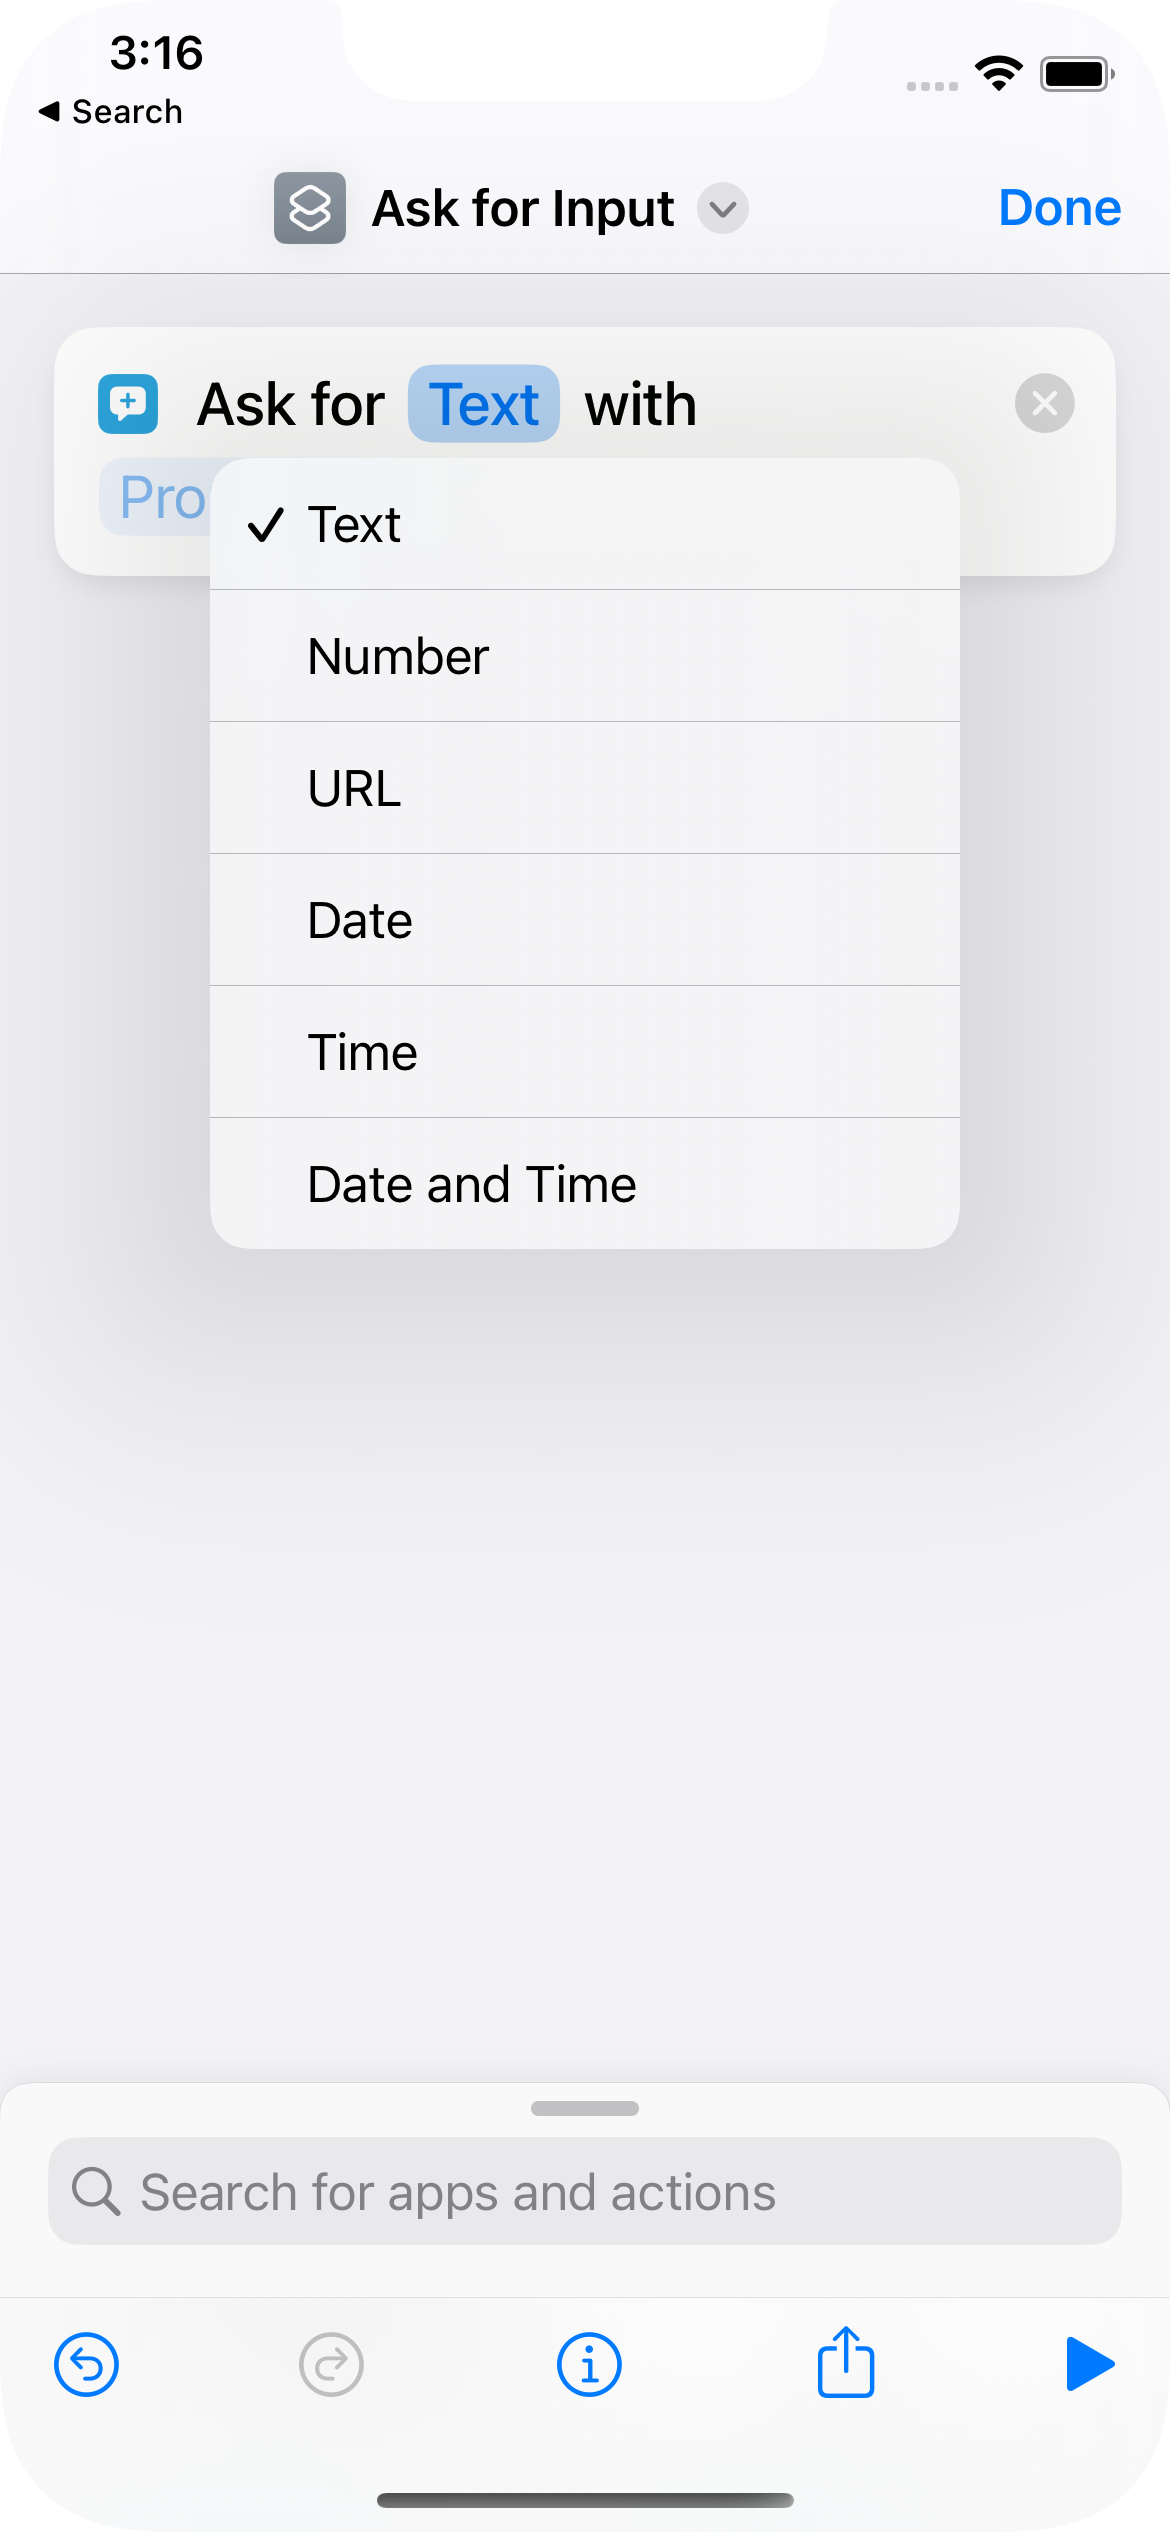 3:16
Search
Ask for Input
Done
Ask for Text with
Pro
Text
Number
URL
Date
Time
Date and Time
Search for apps and actions